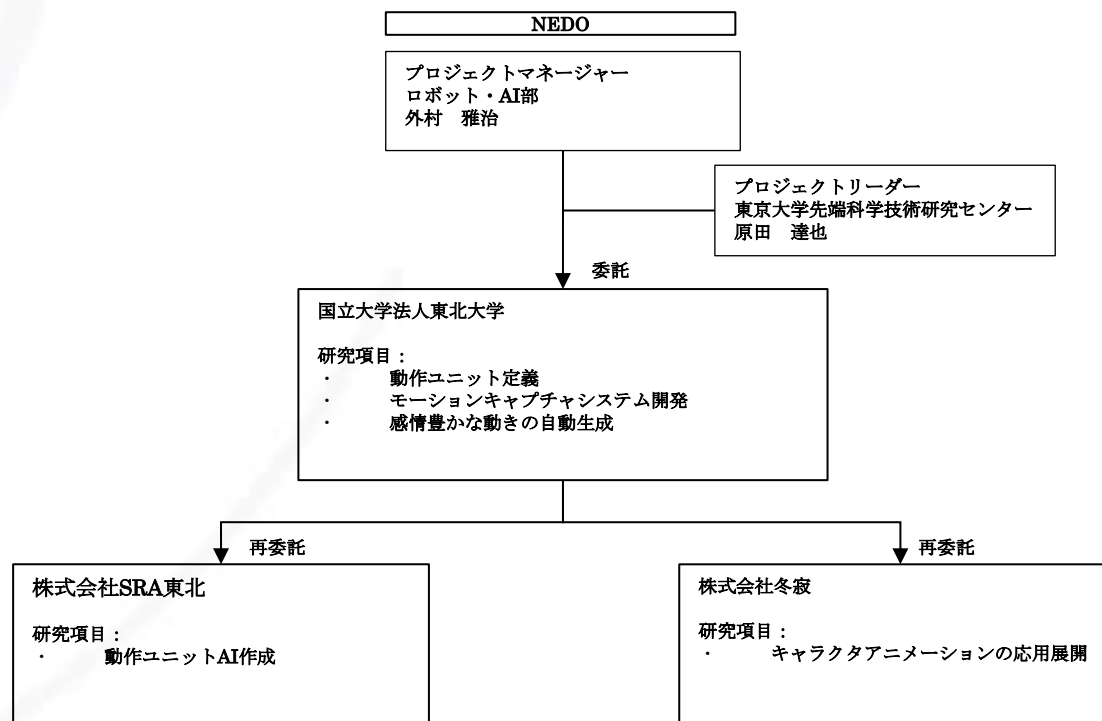 NEDO
プロジェクトマネージャー
ロボット・AI部
外村　雅治
プロジェクトリーダー
東京大学先端科学技術研究センター
原田　達也
委託
国立大学法人東北大学
研究項目：
・　動作ユニット定義
・　モーションキャプチャシステム開発
・　感情豊かな動きの自動生成
再委託
再委託
株式会社SRA東北
研究項目：
・　動作ユニットAI作成
株式会社冬寂
研究項目：
・　キャラクタアニメーションの応用展開